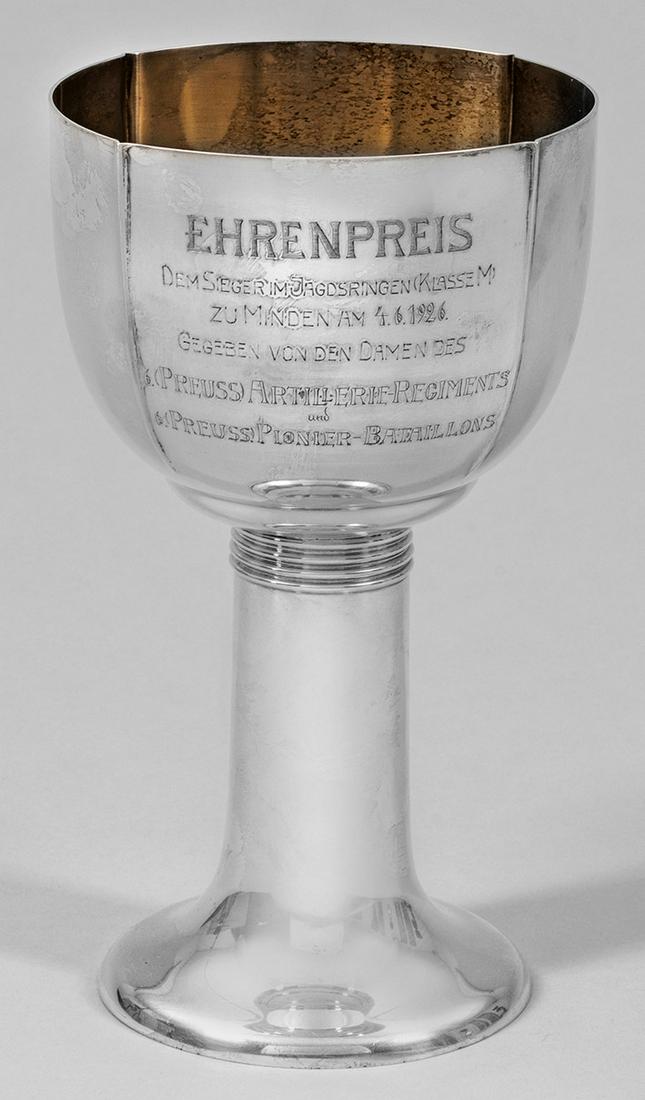 EHRENPREIS
DEM SIEGER IM JAGDSRINGEN (KLASSE M)
ZU MINDEN AM 4.6.1926.
GEGEBEN VON DEN DAMEN DES
6. (PREUSS) ARTILLERIE-REGIMENTS
und
6. (PREUSS) PIONIER-BATAILLONS